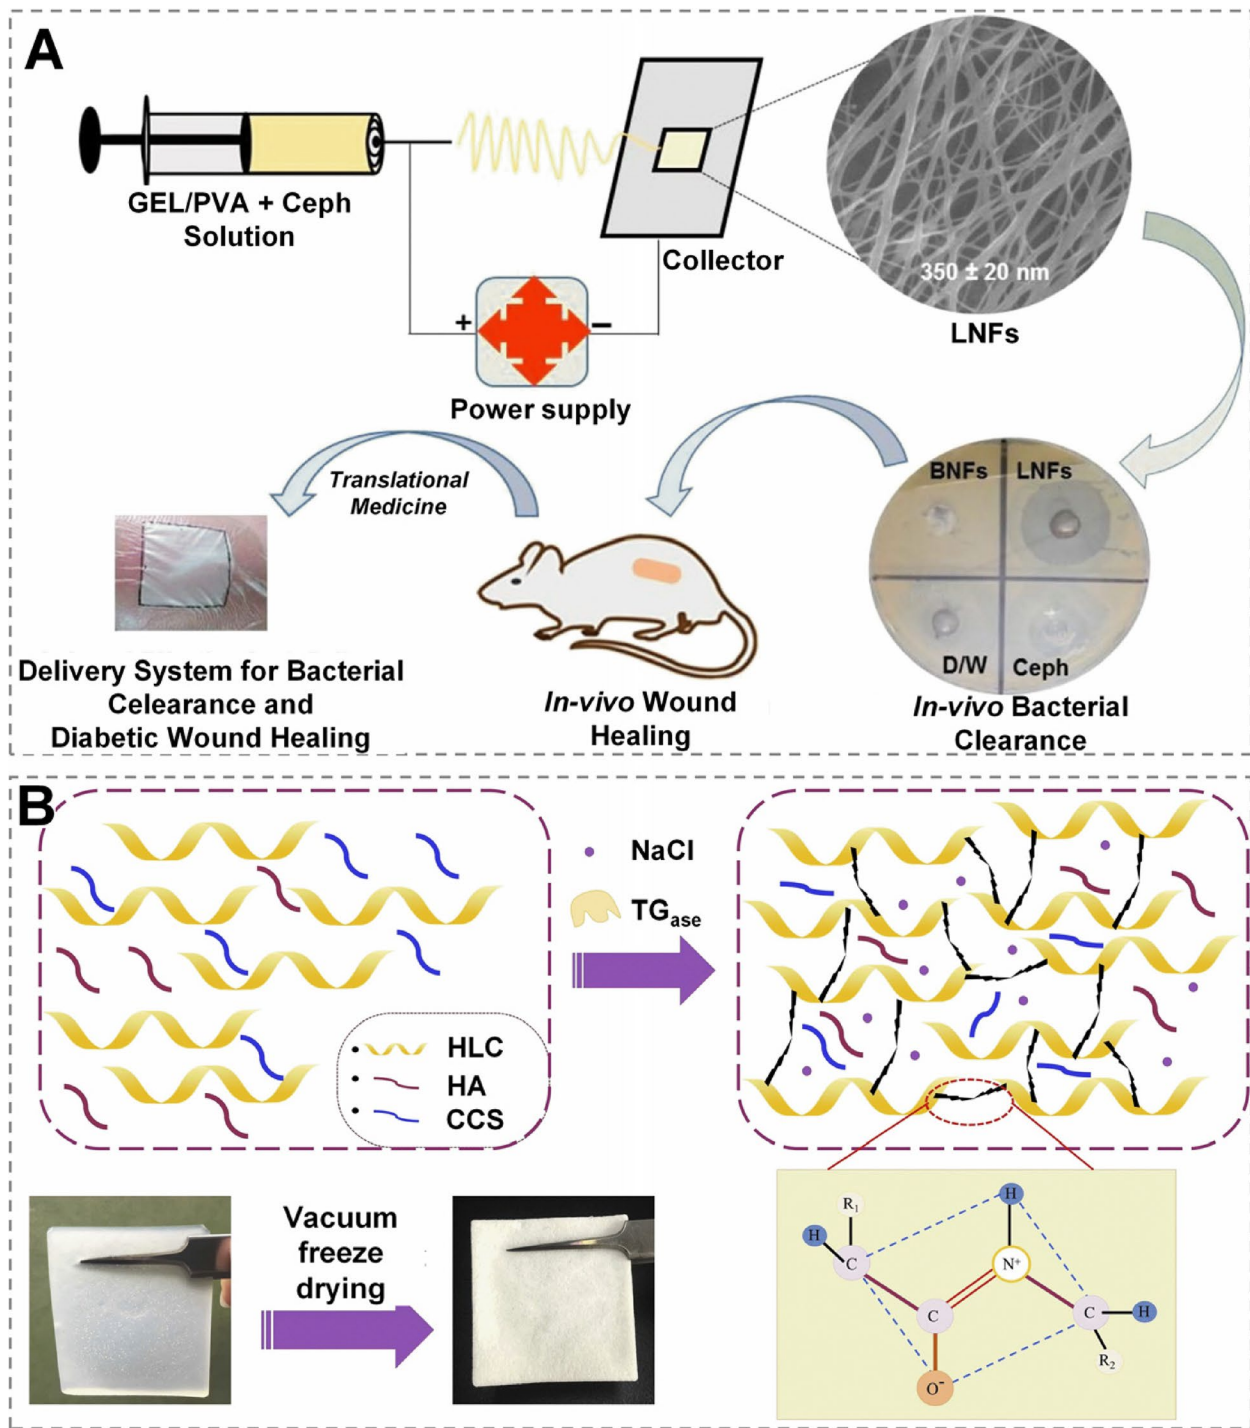 A
GEL/PVA + Ceph
Solution
Collector
+
−
Power supply
350 ± 20 nm
LNFs
BNFs
LNFs
D/W
Ceph
In-vivo Bacterial
Clearance
In-vivo Wound
Healing
Translational
Medicine
Delivery System for Bacterial
Celearance and
Diabetic Wound Healing
B
NaCl
TGase
HLC
HA
CCS
Vacuum
freeze
drying
R1
H
C
H
N+
C
C
H
R2
O-